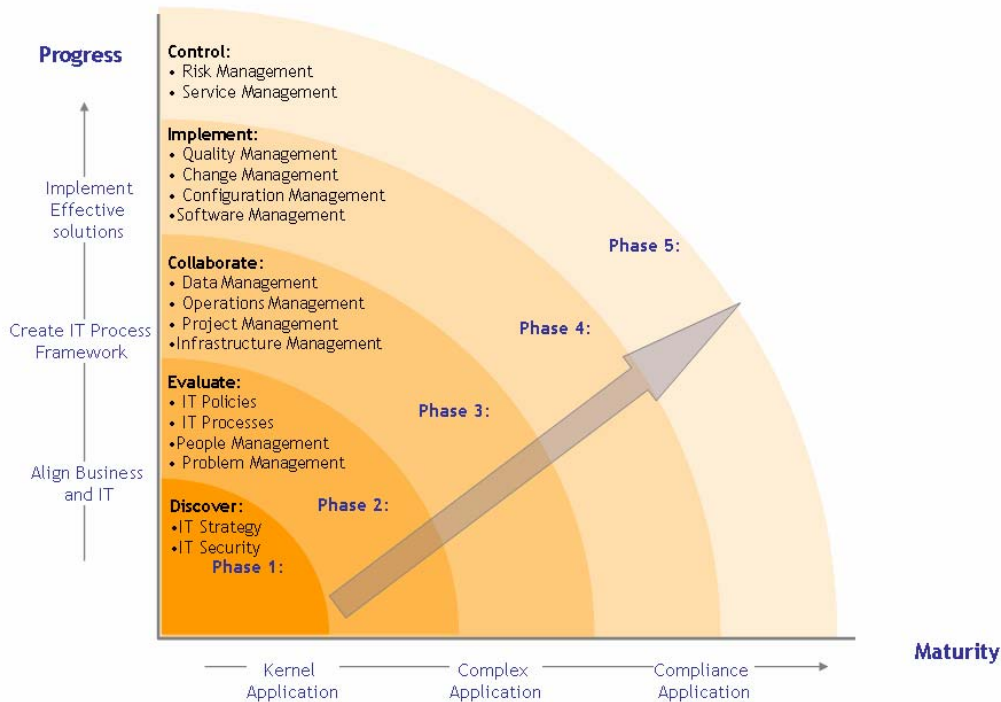 Progress
Control:
• Risk Management
• Service Management
Implement:
• Quality Management
• Change Management
• Configuration Management
•Software Management
Implement
Effective
solutions
Phase 5:
Collaborate:
• Data Management
• Operations Management
• Project Management
•Infrastructure Management
Create IT Process
Framework
Phase 4:
Evaluate:
• IT Policies
• IT Processes
•People Management
• Problem Management
Phase 3:
Align Business
and IT
Discover:
•IT Strategy
•IT Security
Phase 2:
Phase 1:
Maturity
Kernel
Application
Complex
Application
Compliance
Application